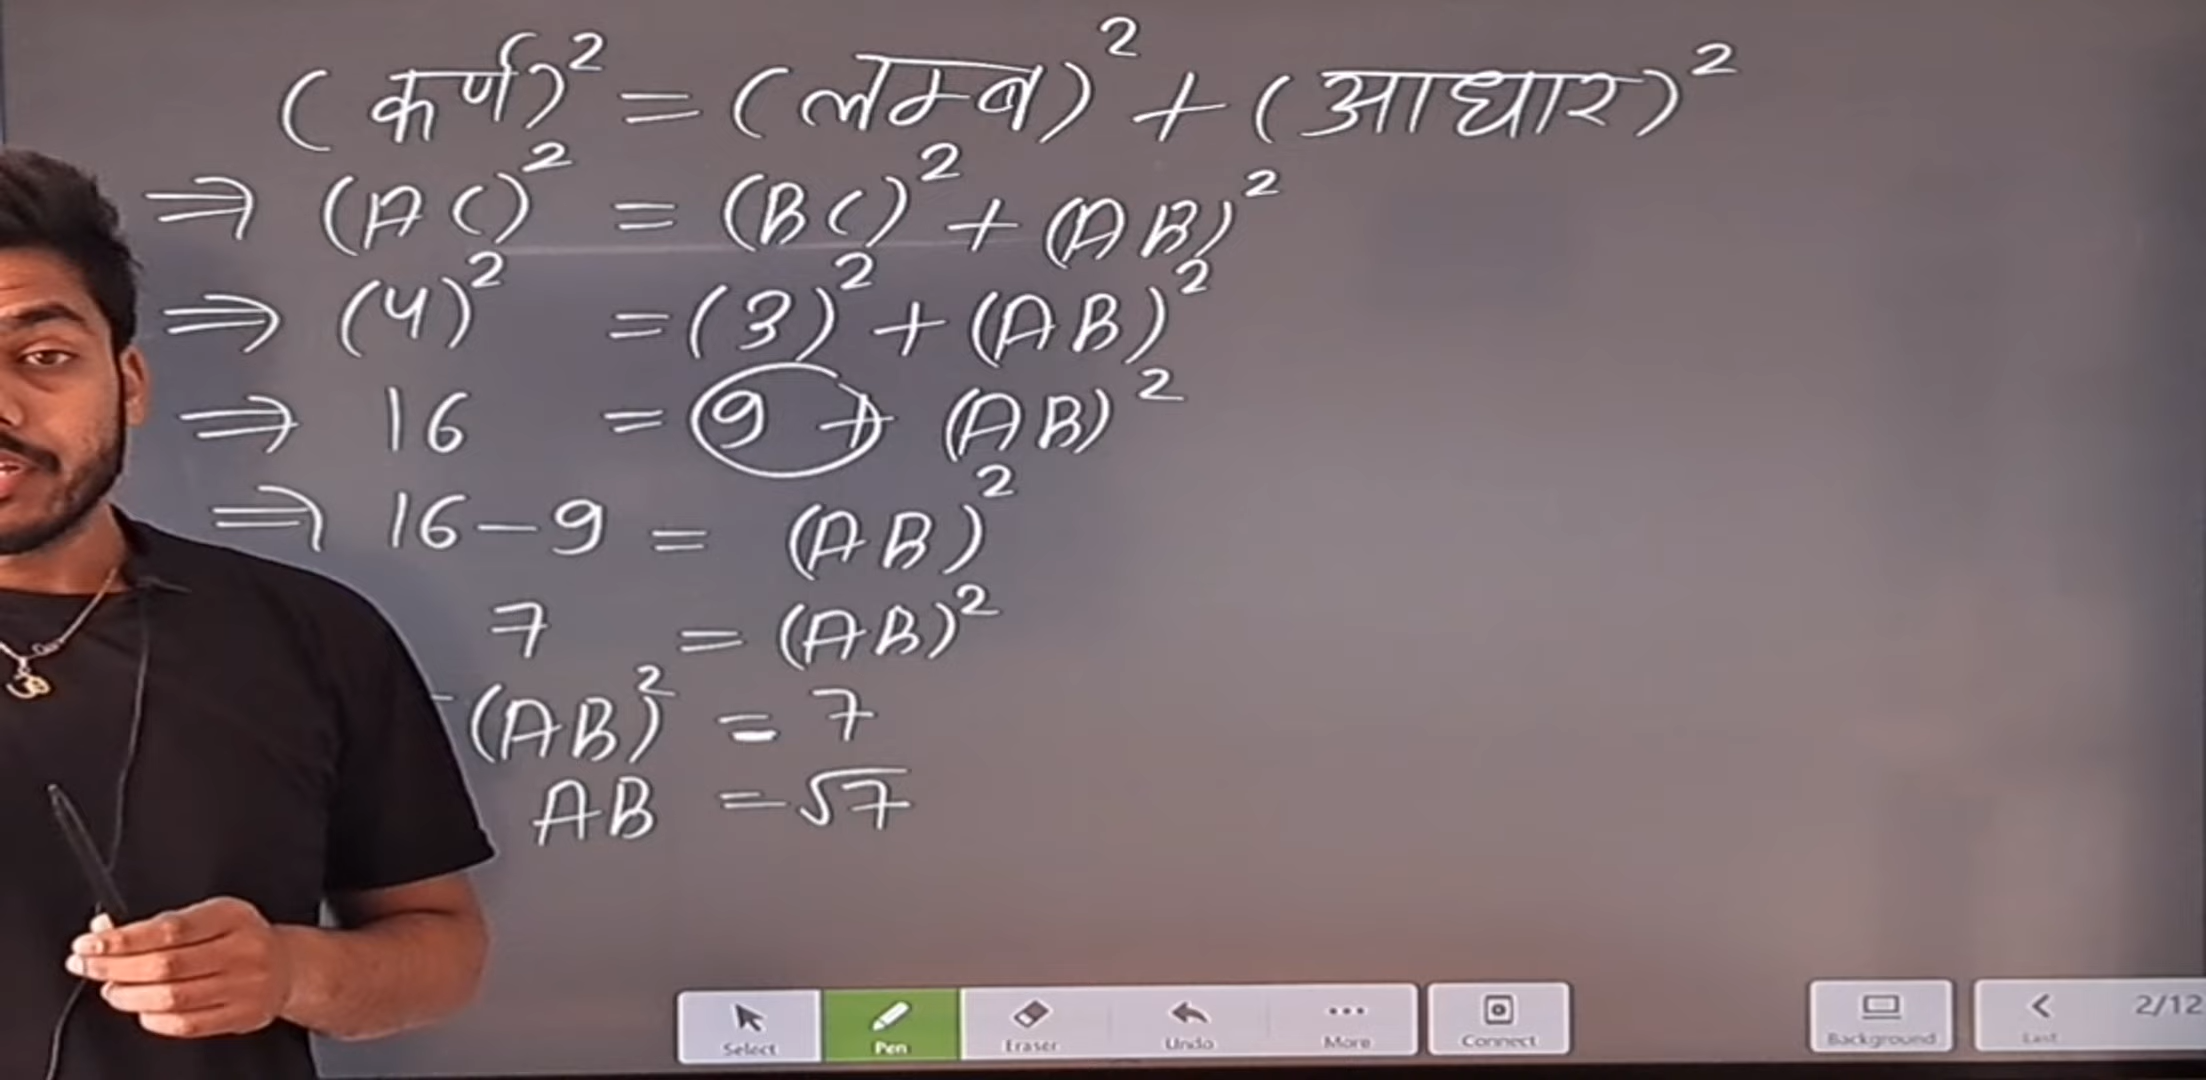 (कर्ण)² = (लम्ब)² + (आधार)²
⇒ (AC)² = (BC)² + (AB)²
⇒ (4)² = (3)² + (AB)²
⇒ 16 = 9 + (AB)²
⇒ 16 - 9 = (AB)²
7 = (AB)²
(AB)² = 7
AB = √7
Select Pen Eraser Undo More Connect Background Last 2/12